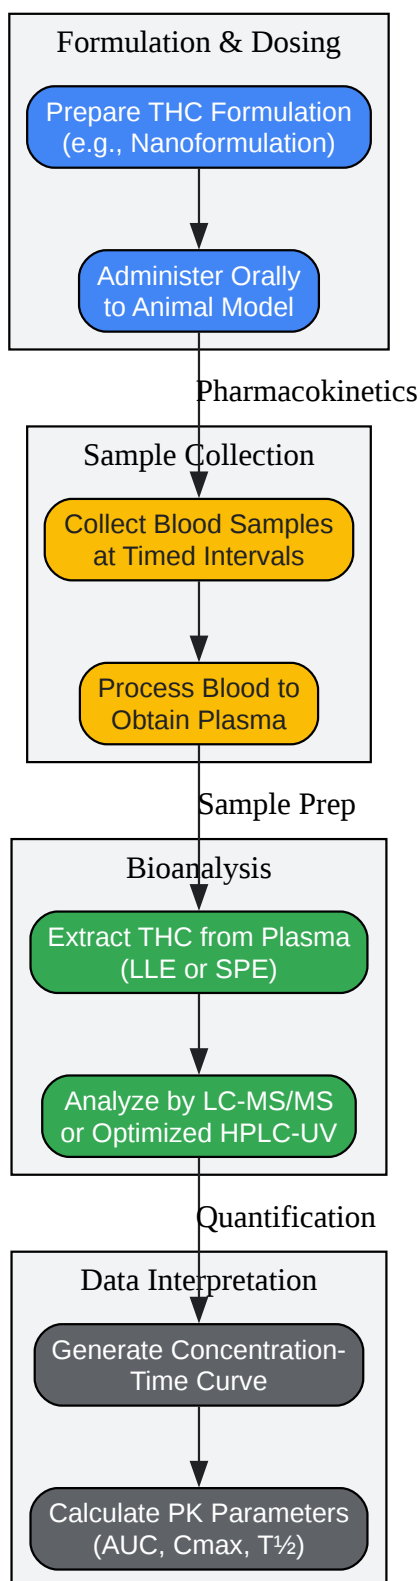 Formulation & Dosing
Prepare THC Formulation
(e.g., Nanoformulation)
Administer Orally
to Animal Model
Pharmacokinetics
Sample Collection
Collect Blood Samples
at Timed Intervals
Process Blood to
Obtain Plasma
Sample Prep
Bioanalysis
Extract THC from Plasma
(LLE or SPE)
Analyze by LC-MS/MS
or Optimized HPLC-UV
Quantification
Data Interpretation
Generate Concentration-
Time Curve
Calculate PK Parameters
(AUC, Cmax, T½)